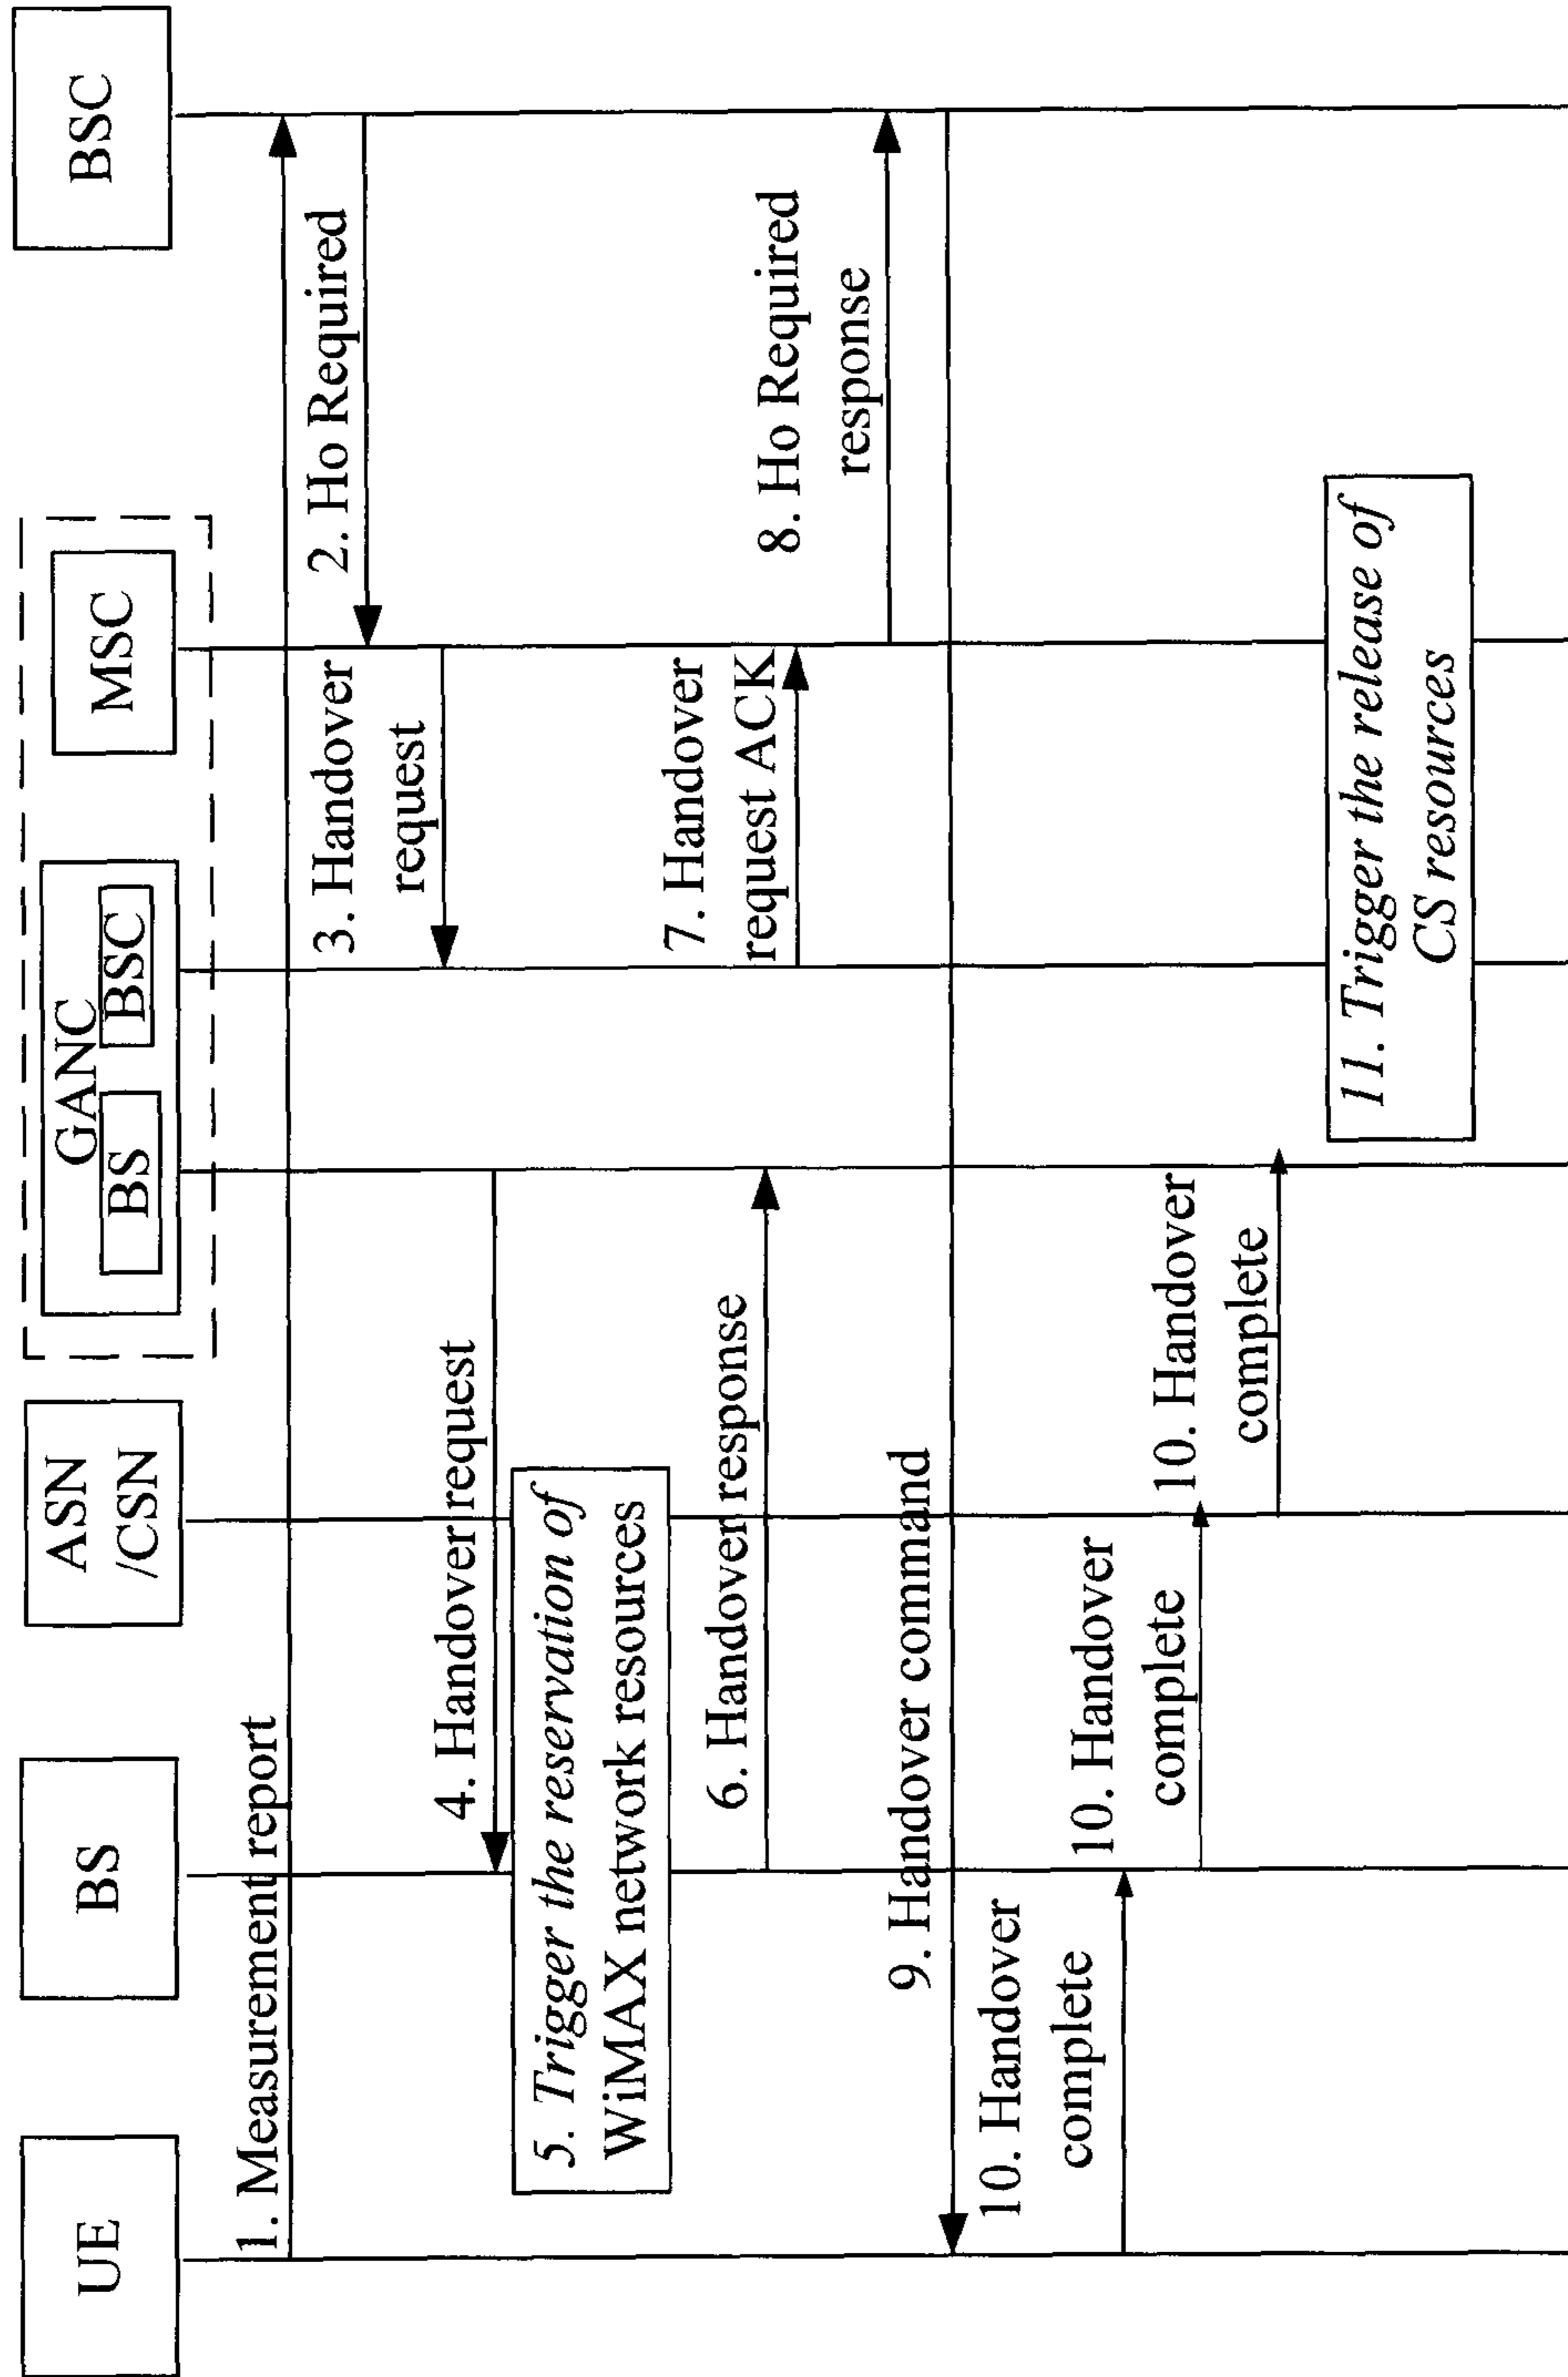 UE
BS
ASN
/CSN
GANC
BS
BSC
MSC
BSC
1. Measurement report
2. Ho Required
3. Handover
request
4. Handover request
5. Trigger the reservation of
WiMAX network resources
6. Handover response
7. Handover
request ACK
8. Ho Required
response
9. Handover command
10. Handover
complete
10. Handover
complete
10. Handover
complete
11. Trigger the release of
CS resources